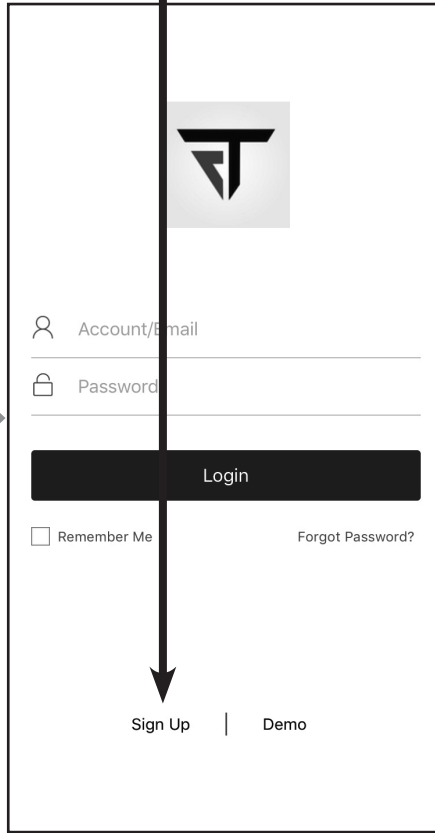 Account/Email
Password
Login
Remember Me Forgot Password?
Sign Up | Demo